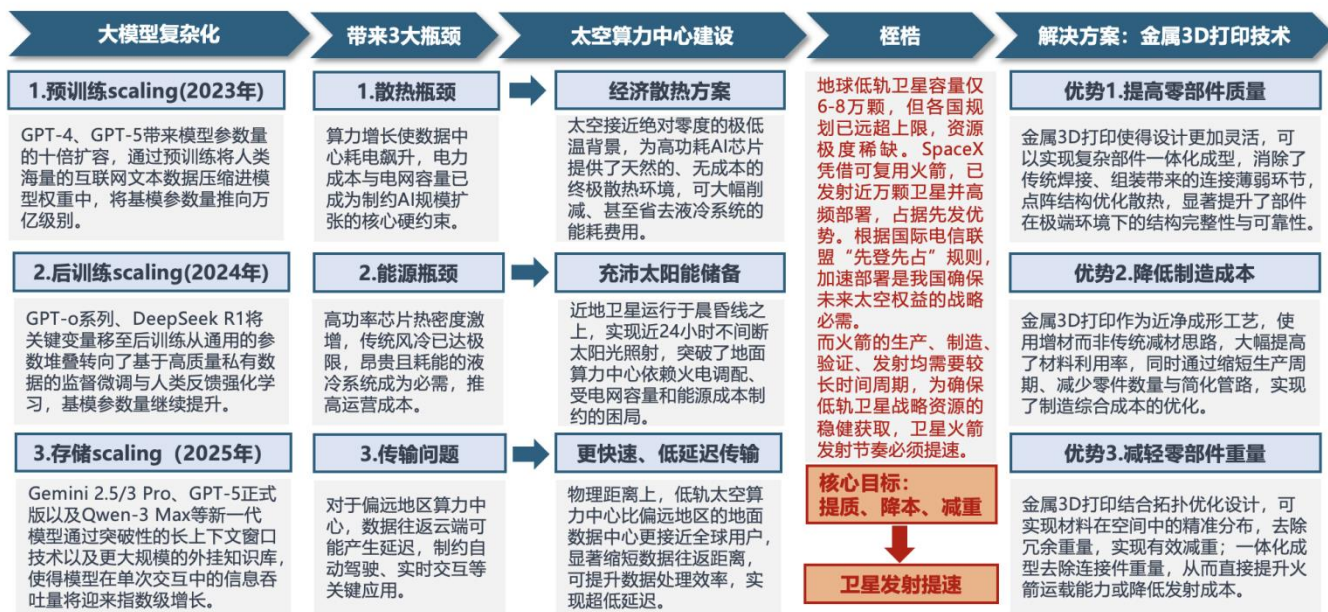 大模型复杂化
带来3大瓶颈
太空算力中心建设
桎梏
解决方案：金属3D打印技术
1.预训练scaling(2023年)
GPT-4、GPT-5带来模型参数量
的十倍扩容，通过预训练将人类
海量的互联网文本数据压缩进模
型权重中，将基模参数量推向万
亿级别。
2.后训练scaling(2024年)
GPT-o系列、DeepSeek R1将
关键变量移至后训练从通用的参
数堆叠转向了基于高质量私有数
据的监督微调与人类反馈强化学
习，基模参数量继续提升。
3.存储scaling（2025年）
Gemini 2.5/3 Pro、GPT-5正式
版以及Qwen-3 Max等新一代
模型通过突破性的长上下文窗口
技术以及更大规模的外挂知识库，
使得模型在单次交互中的信息吞
吐量将迎来指数级增长。
1.散热瓶颈
算力增长使数据中
心耗电飙升，电力
成本与电网容量已
成为制约AI规模扩
张的核心硬约束。
2.能源瓶颈
高功率芯片热密度激
增，传统风冷已达极
限，昂贵且耗能的液
冷系统成为必需，推
高运营成本。
3.传输问题
对于偏远地区算力中
心，数据往返云端可
能产生延迟，制约自
动驾驶、实时交互等
关键应用。
经济散热方案
太空接近绝对零度的极低
温背景，为高功耗AI芯片
提供了天然的、无成本的
终极散热环境，可大幅削
减、甚至省去液冷系统的
能耗费用。
充沛太阳能储备
近地卫星运行于晨昏线之
上，实现近24小时不间断
太阳光照射，突破了地面
算力中心依赖火电调配、
受电网容量和能源成本制
约的困局。
更快速、低延迟传输
物理距离上，低轨太空算
力中心比偏远地区的地面
数据中心更接近全球用户，
显著缩短数据往返距离，
可提升数据处理效率，实
现超低延迟。
地球低轨卫星容量仅
6-8万颗，但各国规
划已远超上限，资源
极度稀缺。SpaceX
凭借可复用火箭，已
发射近万颗卫星并高
频部署，占据先发优
势。根据国际电信联
盟“先登先占”规则，
加速部署是我国确保
未来太空权益的战略
必需。
而火箭的生产、制造、
验证、发射均需要较
长时间周期，为确保
低轨卫星战略资源的
稳健获取，卫星火箭
发射节奏必须提速。
核心目标：
提质、降本、减重
卫星发射提速
优势1.提高零部件质量
金属3D打印使得设计更加灵活，可
以实现复杂部件一体化成型，消除了
传统焊接、组装带来的连接薄弱环节，
点阵结构优化散热，显著提升了部件
在极端环境下的结构完整性与可靠性。
优势2.降低制造成本
金属3D打印作为近净成形工艺，使
用增材而非传统减材思路，大幅提高
了材料利用率，同时通过缩短生产周
期、减少零件数量与简化管路，实现
了制造综合成本的优化。
优势3.减轻零部件重量
金属3D打印结合拓扑优化设计，可
实现材料在空间中的精准分布，去除
冗余重量，实现有效减重；一体化成
型去除连接件重量，从而直接提升火
箭运载能力或降低发射成本。